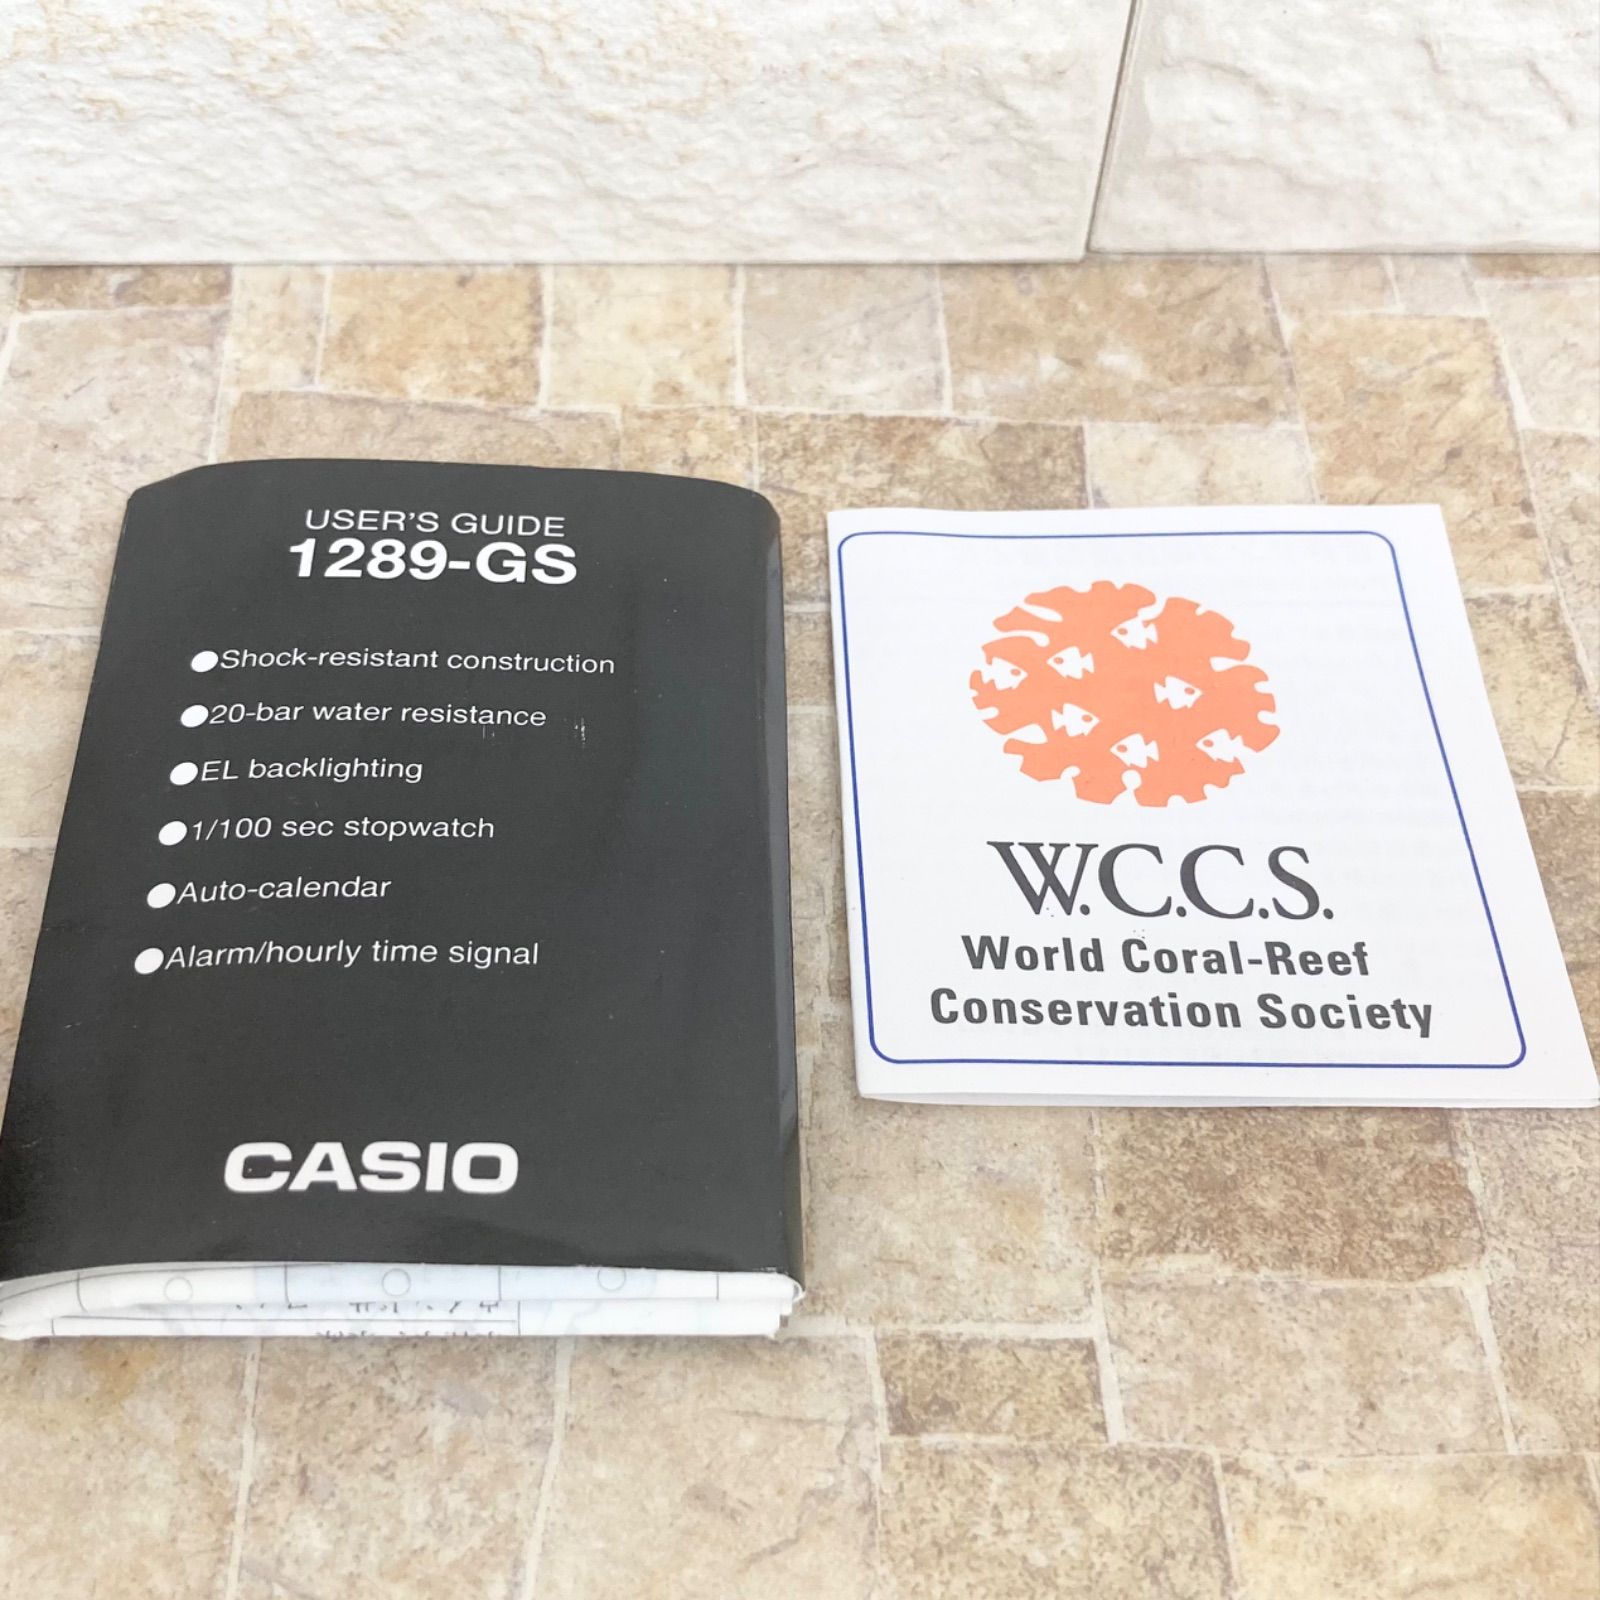 USER'S GUIDE
1289-GS
●Shock-resistant construction
●20-bar water resistance
●EL backlighting
●1/100 sec stopwatch
●Auto-calendar
●Alarm/hourly time signal
CASIO
W.C.C.S.
World Coral-Reef
Conservation Society